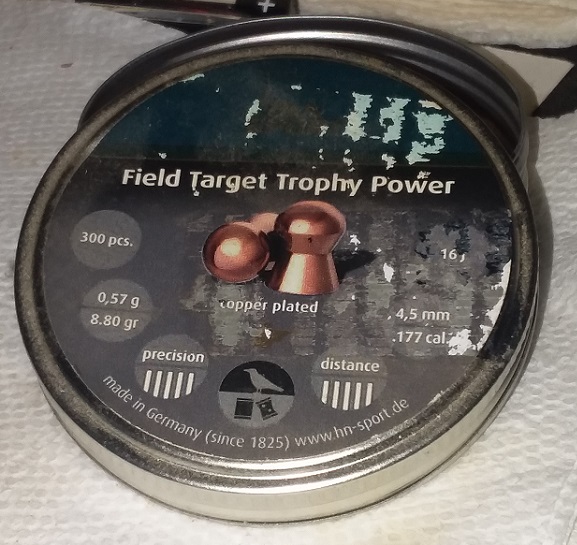 Field Target Trophy Power
300 pcs.
16 J
0,57 g
8.80 gr
copper plated
4,5 mm
.177 cal.
precision
distance
made in Germany (since 1825) www.hn-sport.de